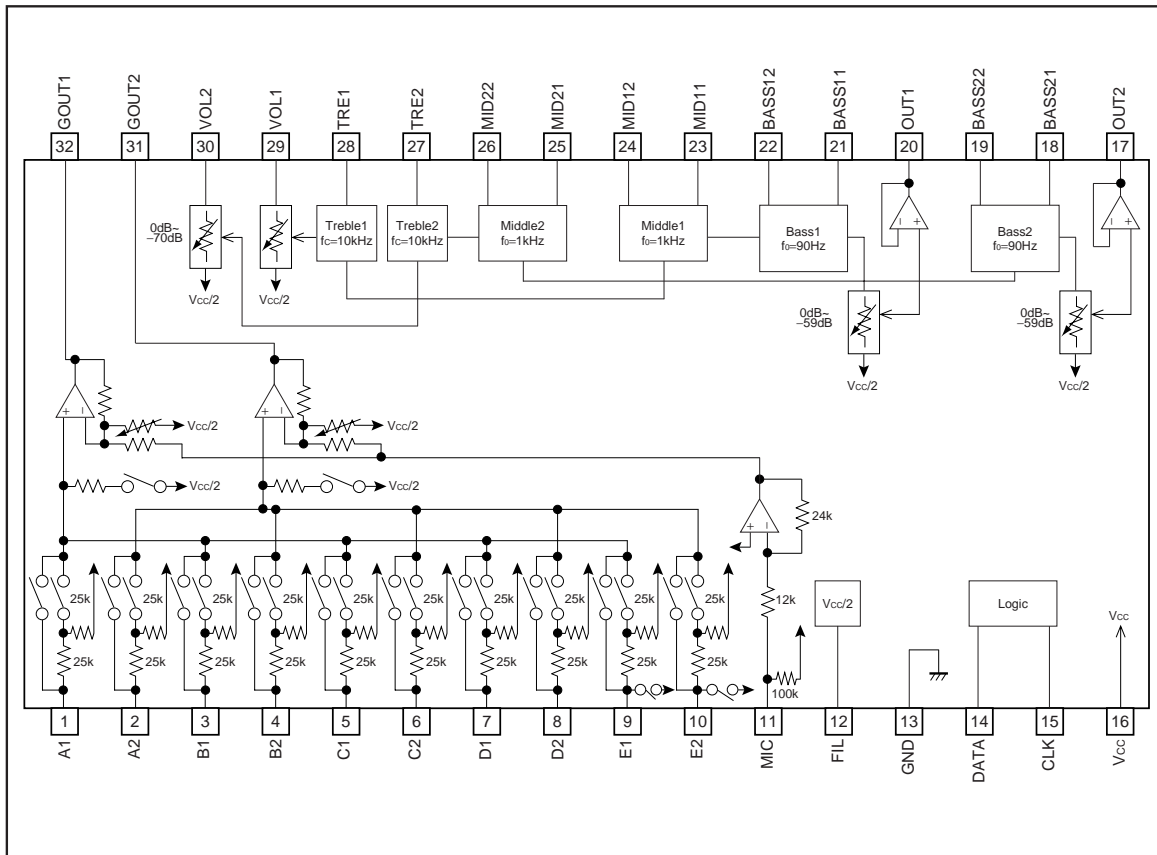 GOUT1 GOUT2 VOL2 VOL1 TRE1 TRE2 MID22 MID21 MID12 MID11 BASS12 BASS11 OUT1 BASS22 BASS21 OUT2
32 31 30 29 28 27 26 25 24 23 22 21 20 19 18 17
0dB~
−70dB
Treble1
fC=10kHz
Treble2
fC=10kHz
Middle2
f0=1kHz
Middle1
f0=1kHz
Bass1
f0=90Hz
Bass2
f0=90Hz
+ −
− +
− +
VCC/2 VCC/2
0dB~
−59dB
0dB~
−59dB
VCC/2 VCC/2
+ − + −
VCC/2 VCC/2
VCC/2 VCC/2
+ −
24k
25k 25k 25k 25k 25k 25k 25k 25k 25k 25k
12k
VCC/2
Logic
VCC
25k 25k 25k 25k 25k 25k 25k 25k 25k 25k
100k
1 2 3 4 5 6 7 8 9 10 11 12 13 14 15 16
A1 A2 B1 B2 C1 C2 D1 D2 E1 E2 MIC FIL GND DATA CLK VCC